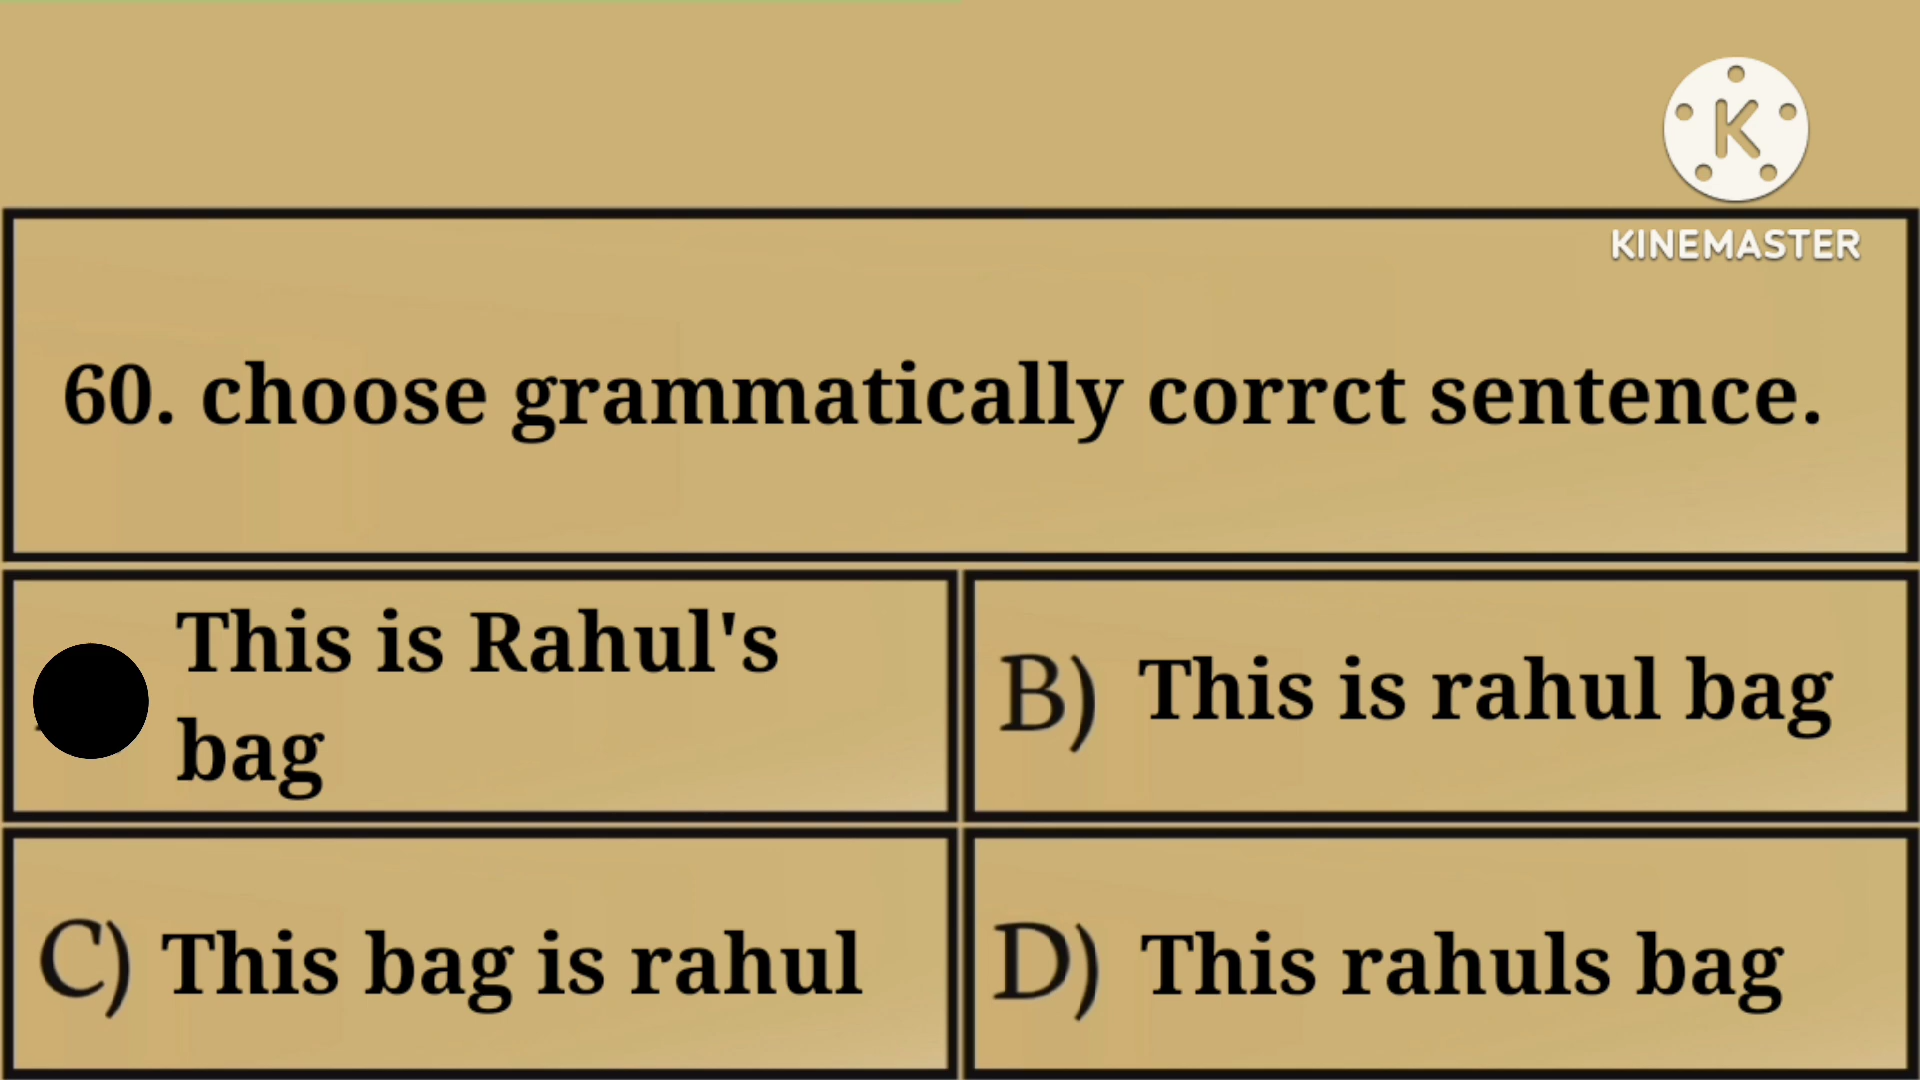 K
KINEMASTER
60. choose grammatically corrct sentence.
This is Rahul's
bag
B) This is rahul bag
C) This bag is rahul
D) This rahuls bag